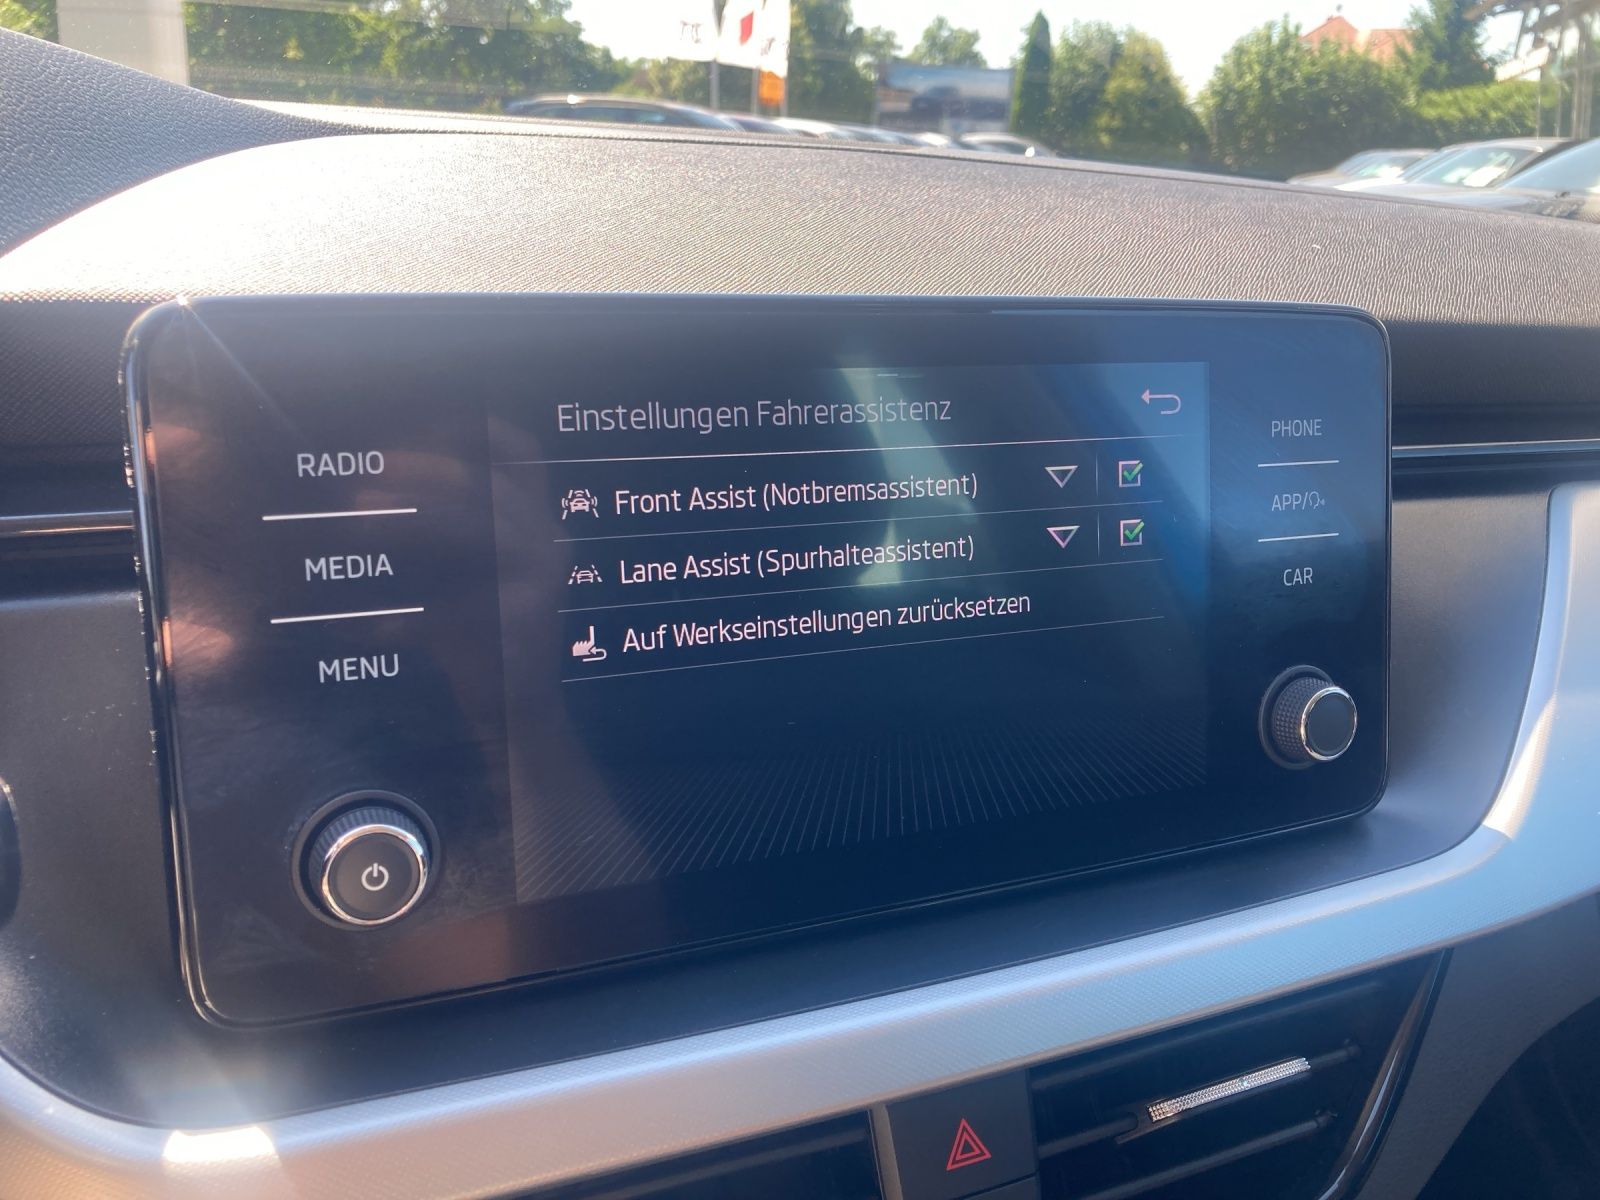 Einstellungen Fahrerassistenz
Front Assist (Notbremsassistent)
Lane Assist (Spurhalteassistent)
Auf Werkseinstellungen zurücksetzen
RADIO
MEDIA
MENU
PHONE
APP/
CAR